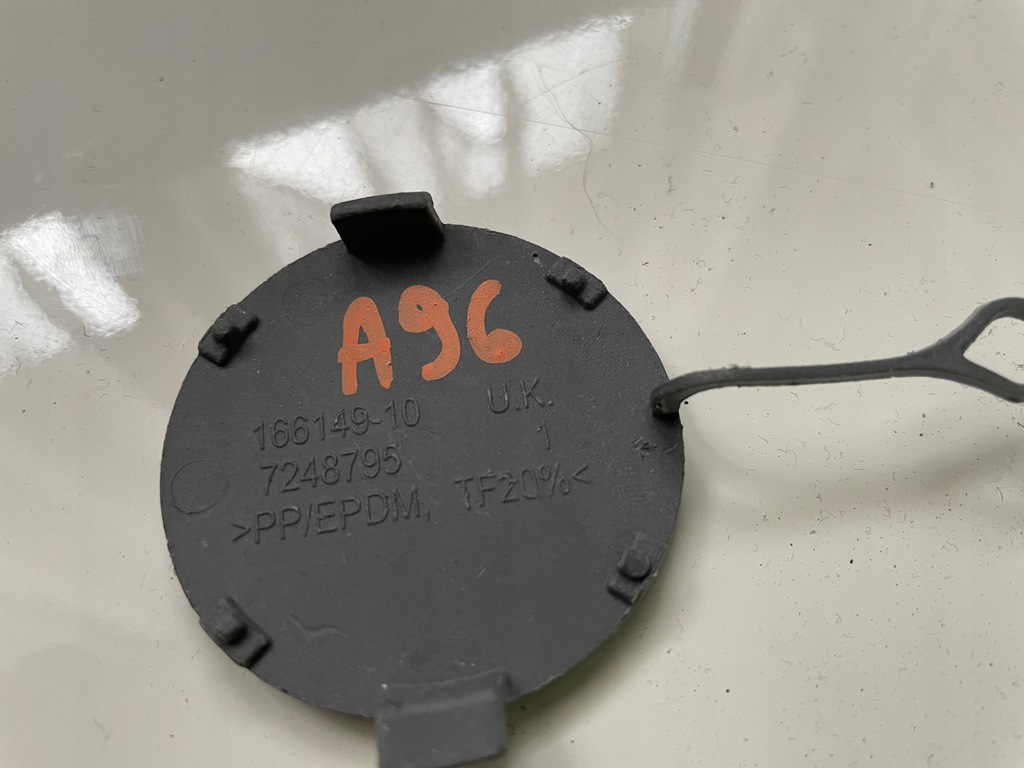 A96
166149-10 U.K.
7248795 1
>PP/EPDM, TF20%<